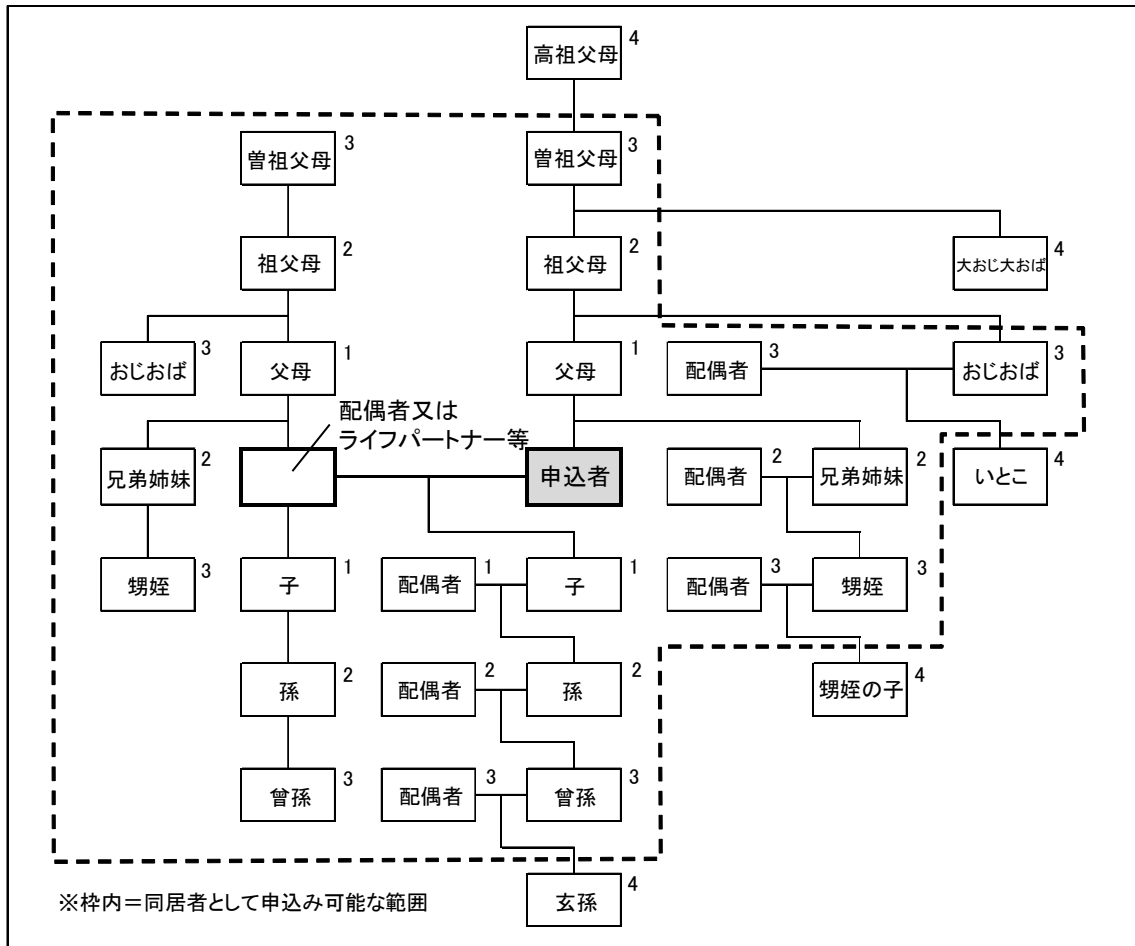 高祖父母 4
曽祖父母 3
曽祖父母 3
祖父母 2
祖父母 2
大おじ大おば 4
おじおば 3
父母 1
父母 1
配偶者 3
おじおば 3
配偶者又は
ライフパートナー等
兄弟姉妹 2
申込者
配偶者 2
兄弟姉妹 2
いとこ 4
甥姪 3
子 1
配偶者 1
子 1
配偶者 3
甥姪 3
孫 2
配偶者 2
孫 2
甥姪の子 4
曾孫 3
配偶者 3
曾孫 3
※枠内=同居者として申込み可能な範囲
玄孫 4